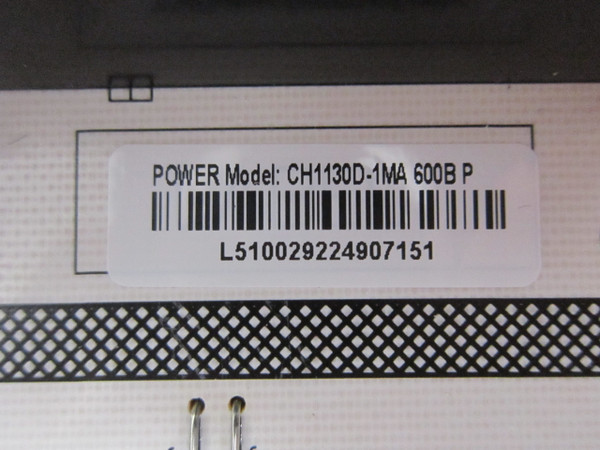 POWER Model: CH1130D-1MA 600B P
L510029224907151